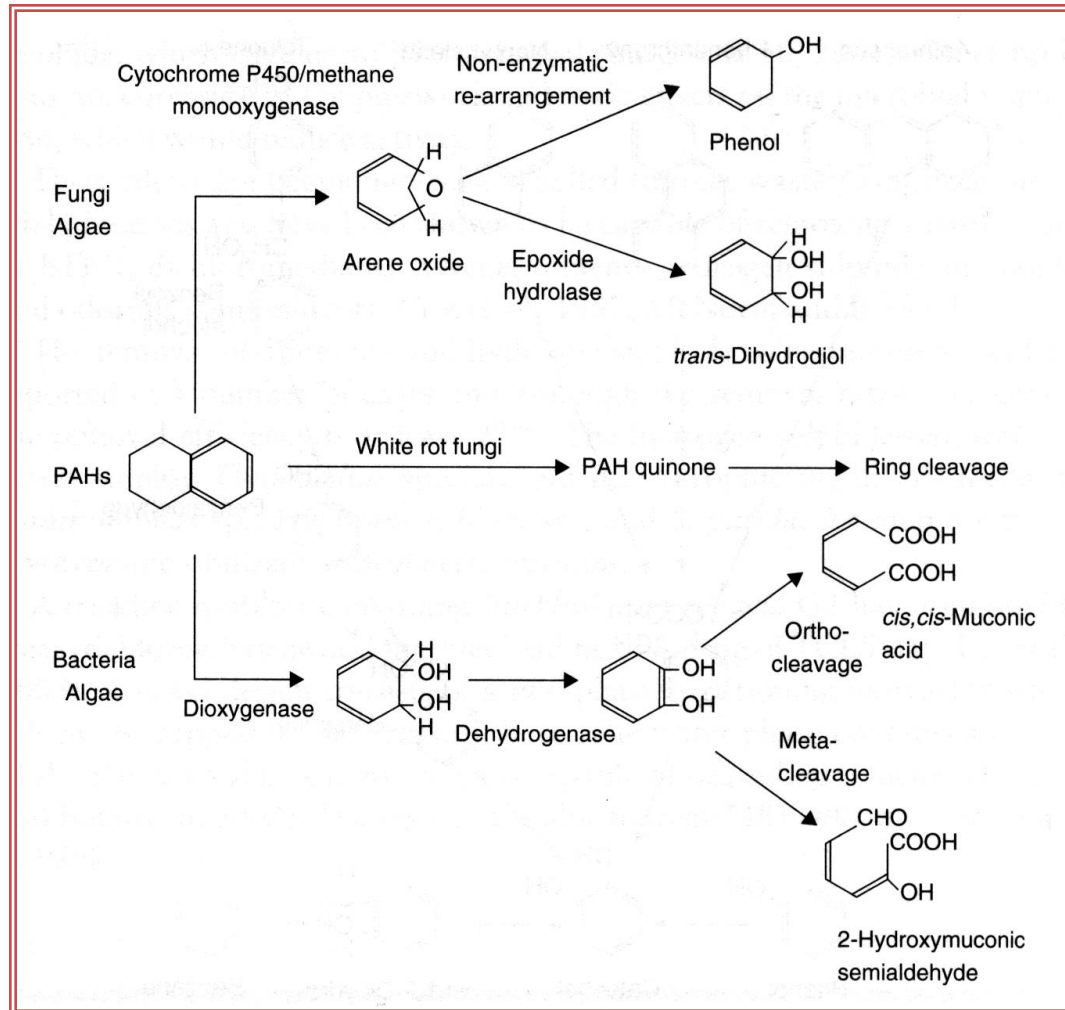 Cytochrome P450/methane
monooxygenase
Non-enzymatic
re-arrangement
OH
Phenol
Fungi
Algae
H
O
H
Arene oxide
Epoxide
hydrolase
H
OH
OH
H
trans-Dihydrodiol
PAHs
White rot fungi
PAH quinone
Ring cleavage
Bacteria
Algae
Dioxygenase
H
OH
OH
H
Dehydrogenase
OH
OH
Ortho-
cleavage
COOH
COOH
cis,cis-Muconic
acid
Meta-
cleavage
CHO
COOH
OH
2-Hydroxymuconic
semialdehyde